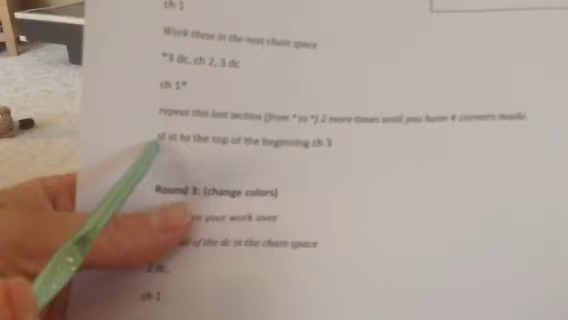 ch 1
Work these in the next chain space
*3 dc, ch 2, 3 dc
ch 1*
repeat this last section (from * to *) 2 more times until you have 4 corners made.
sl st to the top of the beginning ch 3
Round 3: (change colors)
your work over
of the dc in the chain space
2 dc,
ch 1